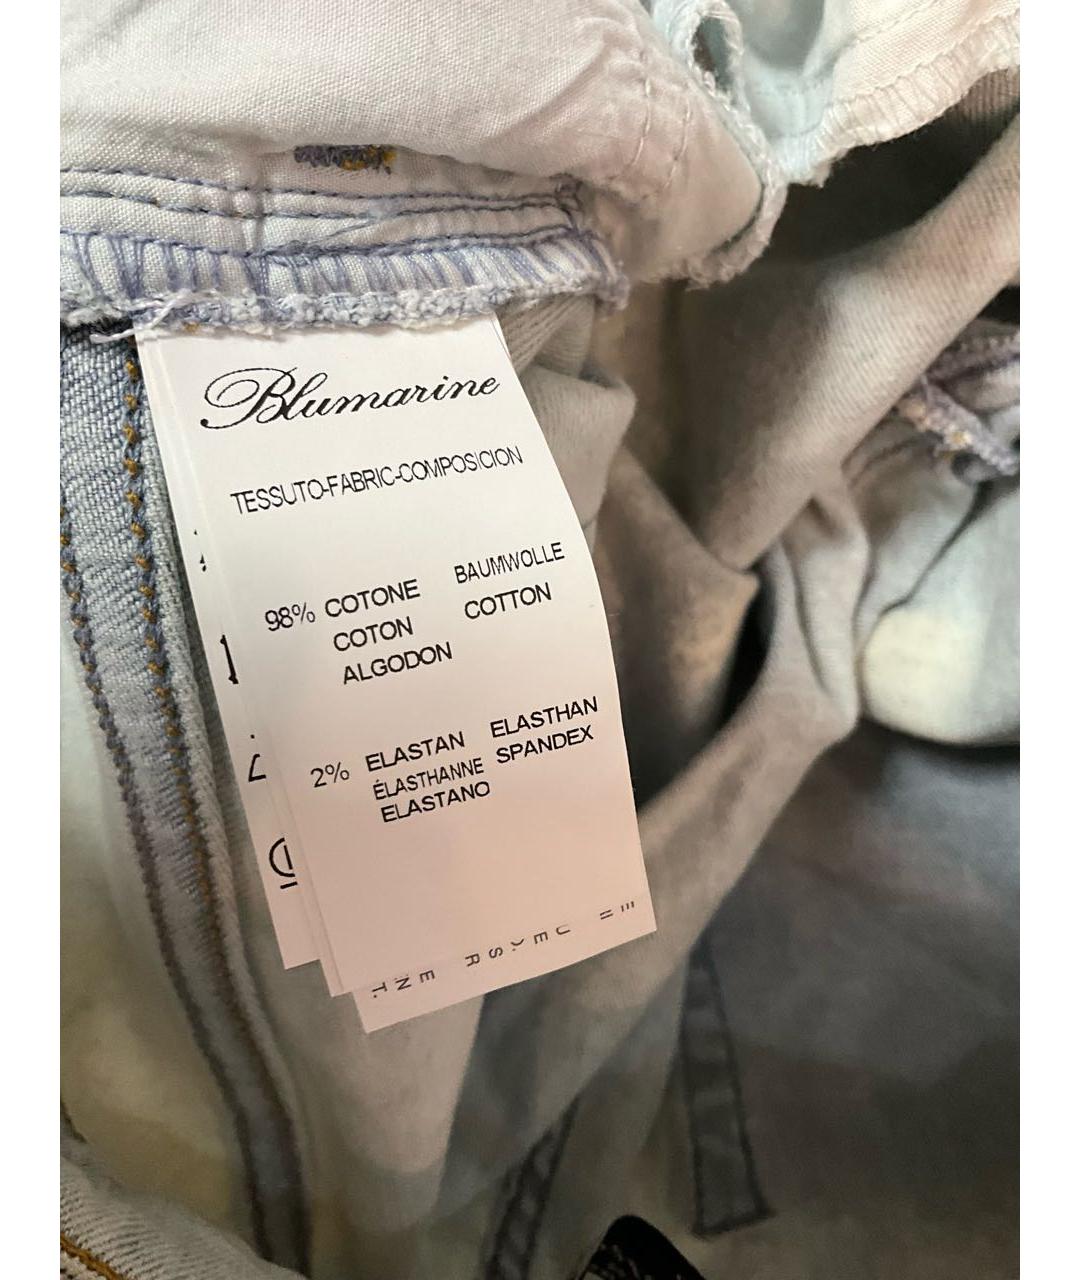 Blumarine
TESSUTO-FABRIC-COMPOSICION
98% COTONE BAUMWOLLE
COTON COTTON
ALGODON
2% ELASTAN ELASTHAN
ÉLASTHANNE SPANDEX
ELASTANO